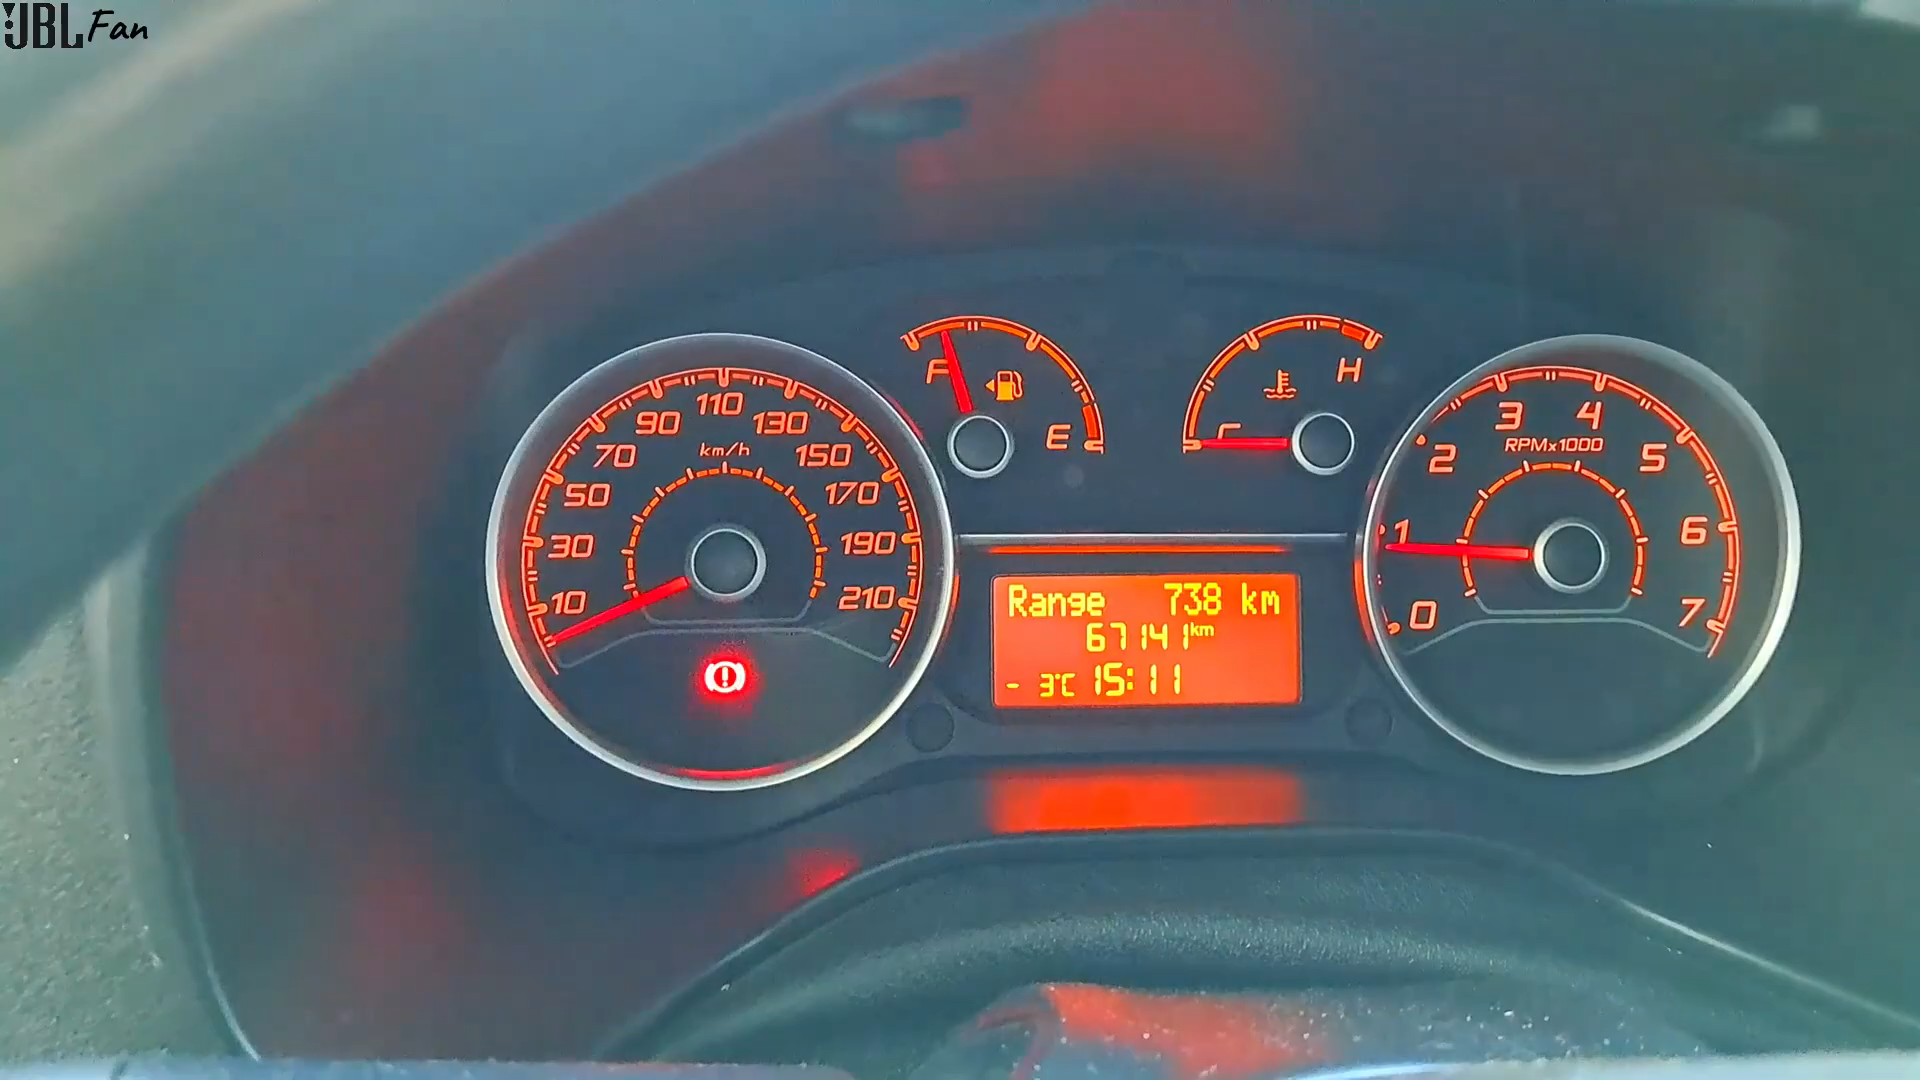 JBL Fan
10 30 50 70 90 110 130 150 170 190 210
km/h
F E
H
0 1 2 3 4 5 6 7
RPMx1000
Range 738 km
67141 km
- 3°C 15:11